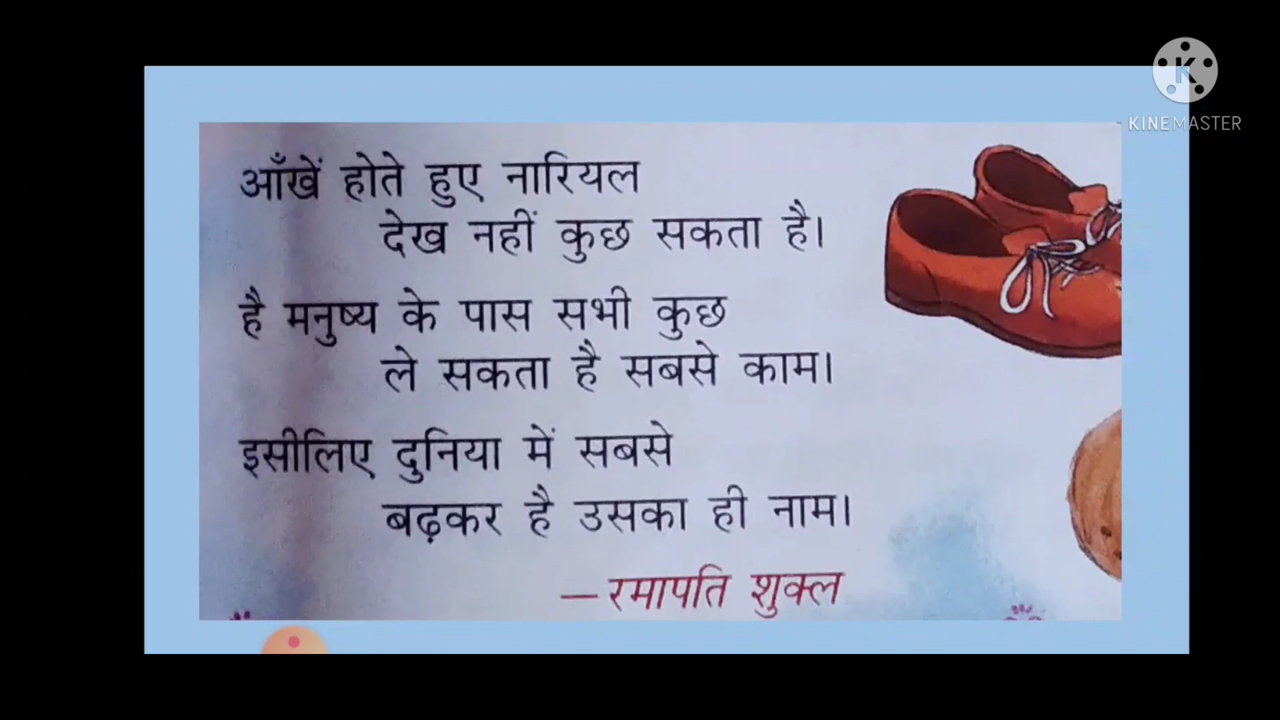 KINEMASTER
आँखें होते हुए नारियल
देख नहीं कुछ सकता है।
है मनुष्य के पास सभी कुछ
ले सकता है सबसे काम।
इसीलिए दुनिया में सबसे
बढ़कर है उसका ही नाम।
—रमापति शुक्ल